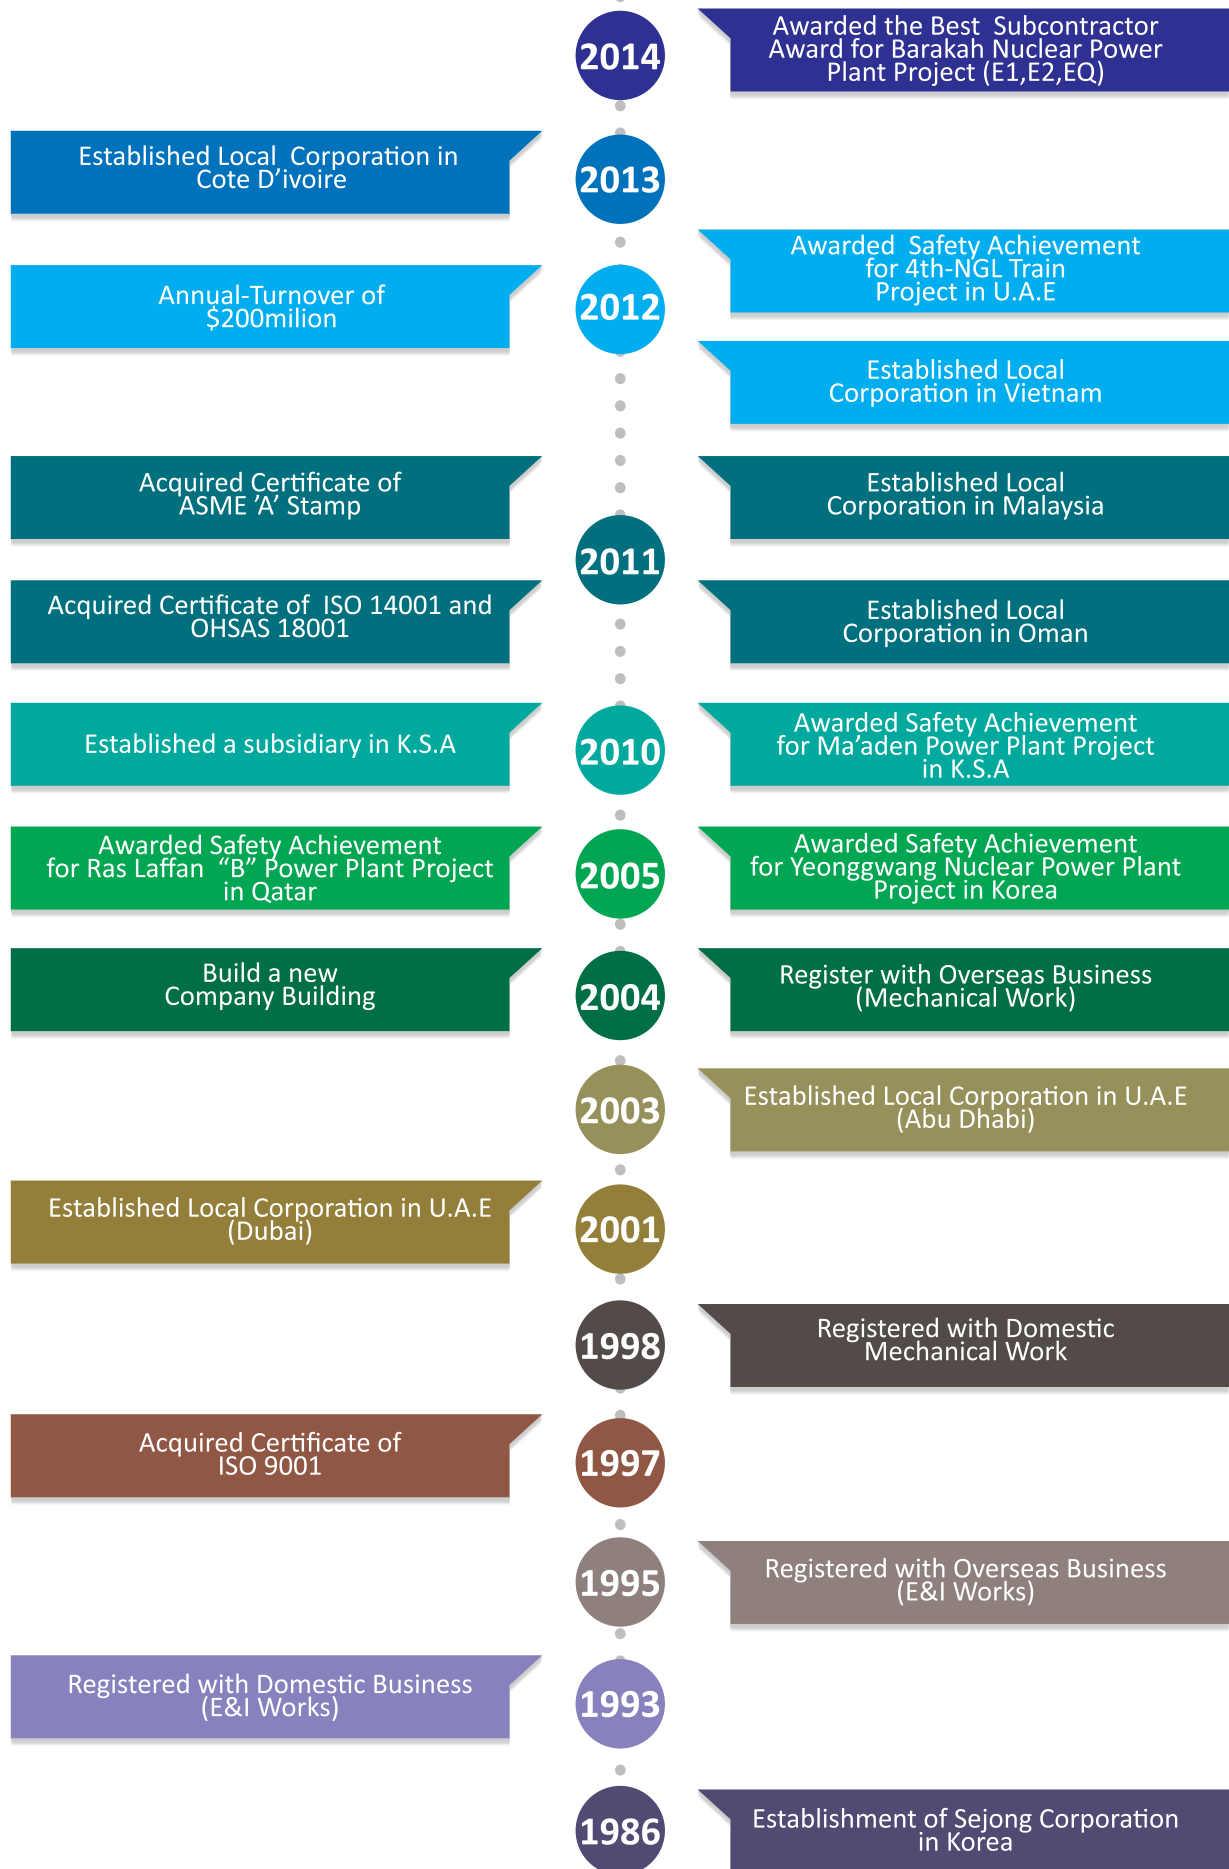 2014
Awarded the Best  Subcontractor
Award for Barakah Nuclear Power
Plant Project (E1,E2,EQ)
Established Local  Corporation in
Cote D’ivoire
2013
Annual-Turnover of
$200milion
2012
Awarded  Safety Achievement
for 4th-NGL Train
Project in U.A.E
Established Local
Corporation in Vietnam
Acquired Certificate of
ASME ’A’ Stamp
Established Local
Corporation in Malaysia
2011
Acquired Certificate of  ISO 14001 and
OHSAS 18001
Established Local
Corporation in Oman
Established a subsidiary in K.S.A
2010
Awarded Safety Achievement
for Ma’aden Power Plant Project
in K.S.A
Awarded Safety Achievement
for Ras Laffan  “B” Power Plant Project
in Qatar
2005
Awarded Safety Achievement
for Yeonggwang Nuclear Power Plant
Project in Korea
Build a new
Company Building
2004
Register with Overseas Business
(Mechanical Work)
2003
Established Local Corporation in U.A.E
(Abu Dhabi)
Established Local Corporation in U.A.E
(Dubai)
2001
1998
Registered with Domestic
Mechanical Work
Acquired Certificate of
ISO 9001
1997
1995
Registered with Overseas Business
(E&I Works)
Registered with Domestic Business
(E&I Works)
1993
1986
Establishment of Sejong Corporation
in Korea